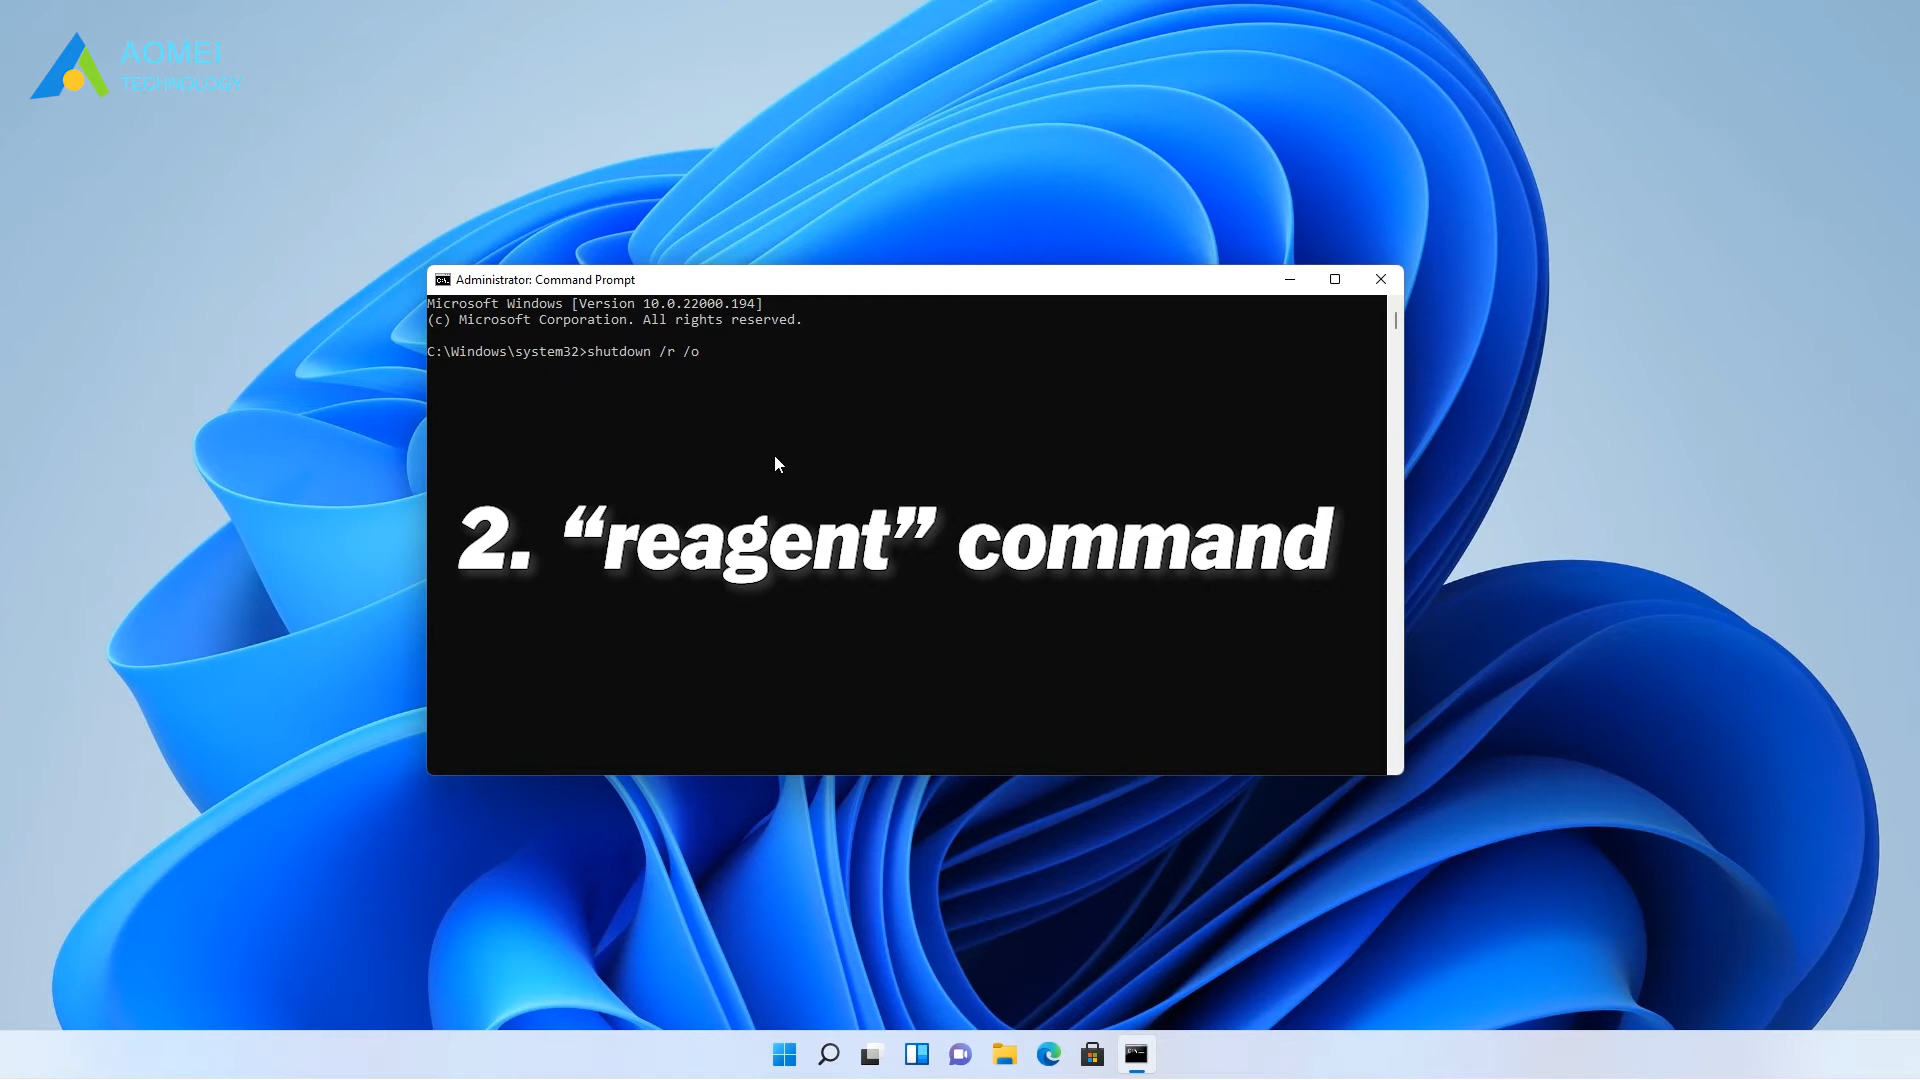 AOMEI
TECHNOLOGY
Administrator: Command Prompt
Microsoft Windows [Version 10.0.22000.194]
(c) Microsoft Corporation. All rights reserved.
C:\Windows\system32>shutdown /r /o
2. “reagent” command